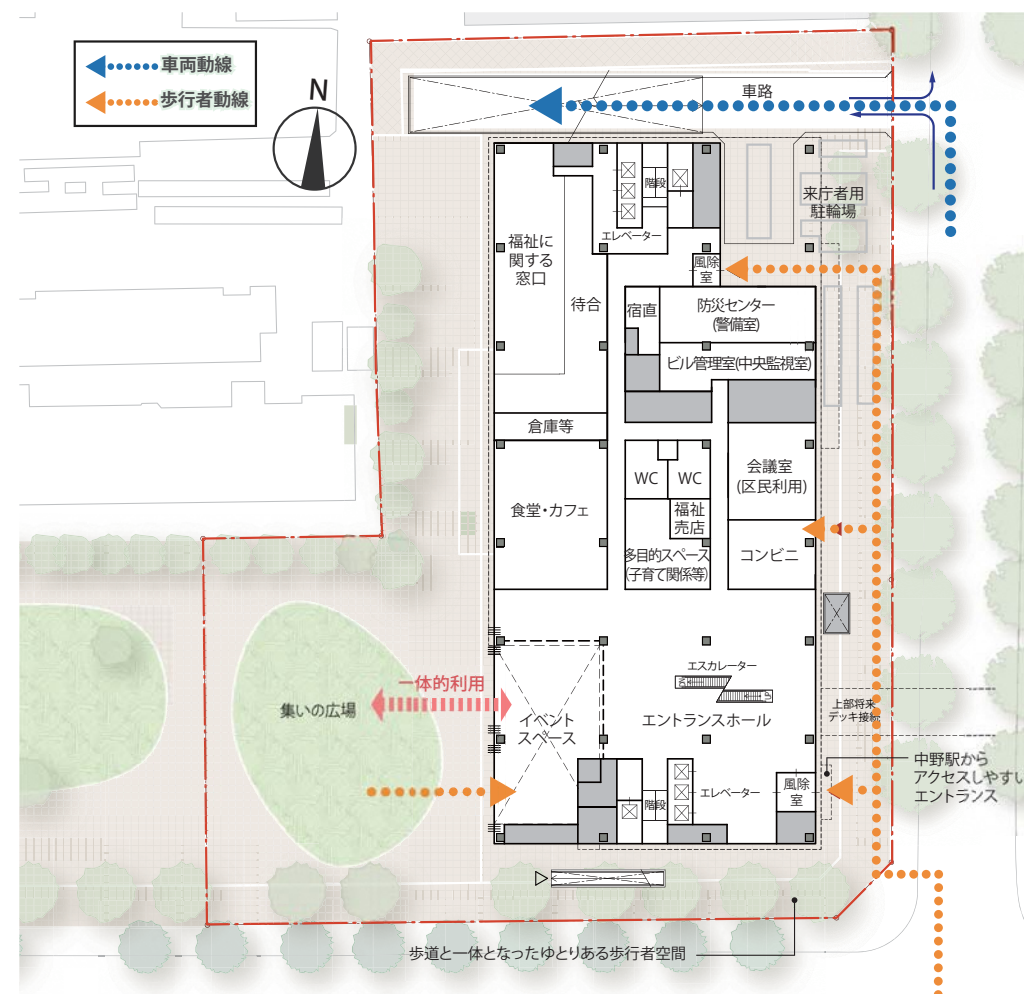 車両動線
歩行者動線
N
車路
来庁者用
駐輪場
階段
エレベーター
福祉に
関する
窓口
待合
風除
室
宿直
防災センター
(警備室)
ビル管理室(中央監視室)
倉庫等
食堂・カフェ
WC
WC
福祉
売店
会議室
(区民利用)
多目的スペース
(子育て関係等)
コンビニ
エスカレーター
一体的利用
集いの広場
イベント
スペース
エントランスホール
上部将来
デッキ接続
中野駅から
アクセスしやすい
エントランス
階段
エレベーター
風除
室
歩道と一体となったゆとりある歩行者空間